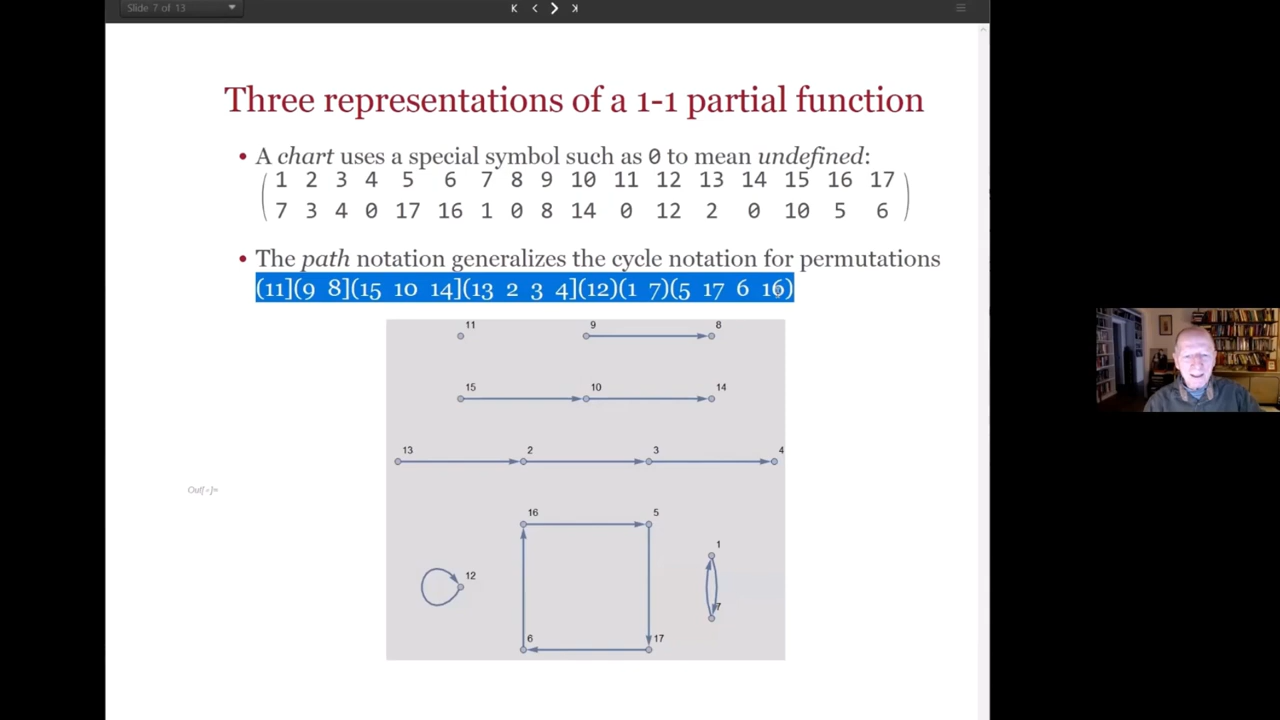 Slide 7 of 13
Three representations of a 1-1 partial function
• A chart uses a special symbol such as 0 to mean undefined:
1 2 3 4 5 6 7 8 9 10 11 12 13 14 15 16 17
7 3 4 0 17 16 1 0 8 14 0 12 2 0 10 5 6
• The path notation generalizes the cycle notation for permutations
(11](9 8](15 10 14](13 2 3 4](12)(1 7)(5 17 6 16)
11 9 8
15 10 14
13 2 3 4
Out[•]=
16 5
1
12
7
6 17